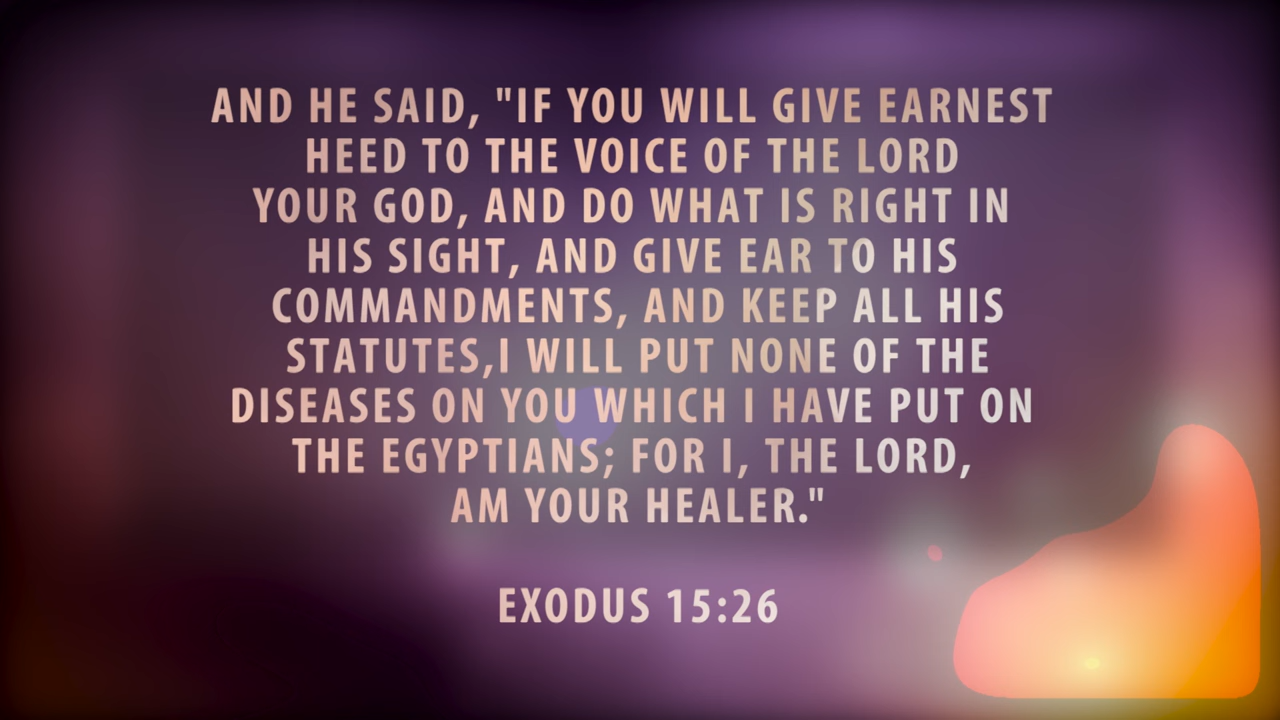 AND HE SAID, "IF YOU WILL GIVE EARNEST
HEED TO THE VOICE OF THE LORD
YOUR GOD, AND DO WHAT IS RIGHT IN
HIS SIGHT, AND GIVE EAR TO HIS
COMMANDMENTS, AND KEEP ALL HIS
STATUTES,I WILL PUT NONE OF THE
DISEASES ON YOU WHICH I HAVE PUT ON
THE EGYPTIANS; FOR I, THE LORD,
AM YOUR HEALER."
EXODUS 15:26